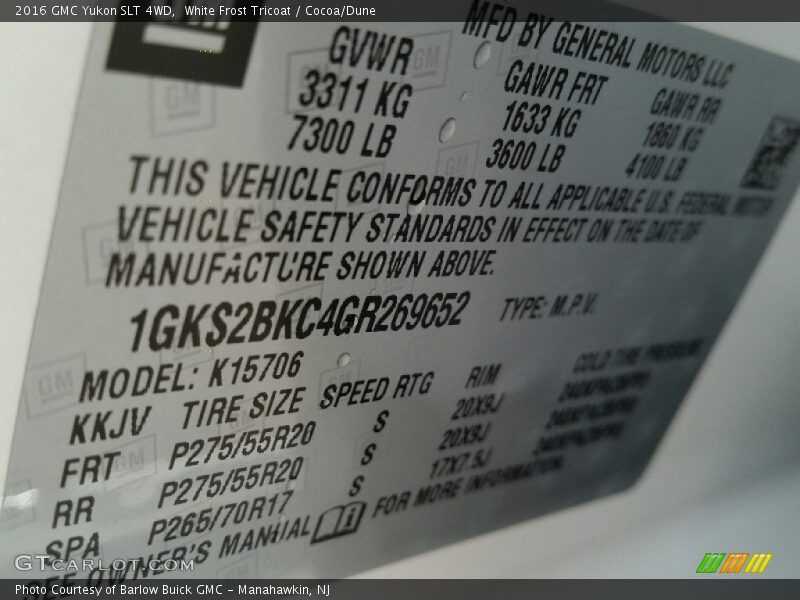 2016 GMC Yukon SLT 4WD, White Frost Tricoat / Cocoa/Dune
GM
MFD BY GENERAL MOTORS LLC
GVWR GAWR FRT GAWR RR
3311 KG 1633 KG 1860 KG
7300 LB 3600 LB 4100 LB
THIS VEHICLE CONFORMS TO ALL APPLICABLE U.S. FEDERAL MOTOR
VEHICLE SAFETY STANDARDS IN EFFECT ON THE DATE OF
MANUFACTURE SHOWN ABOVE.
1GKS2BKC4GR269652 TYPE: M.P.V.
MODEL: K15706
KKJV TIRE SIZE SPEED RTG RIM COLD TIRE PRESSURE
FRT P275/55R20 S 20X9J
RR P275/55R20 S 20X9J
SPA P265/70R17 S 17X7.5J
SEE OWNER'S MANUAL FOR MORE INFORMATION.
GTCARLOT.COM
Photo Courtesy of Barlow Buick GMC – Manahawkin, NJ